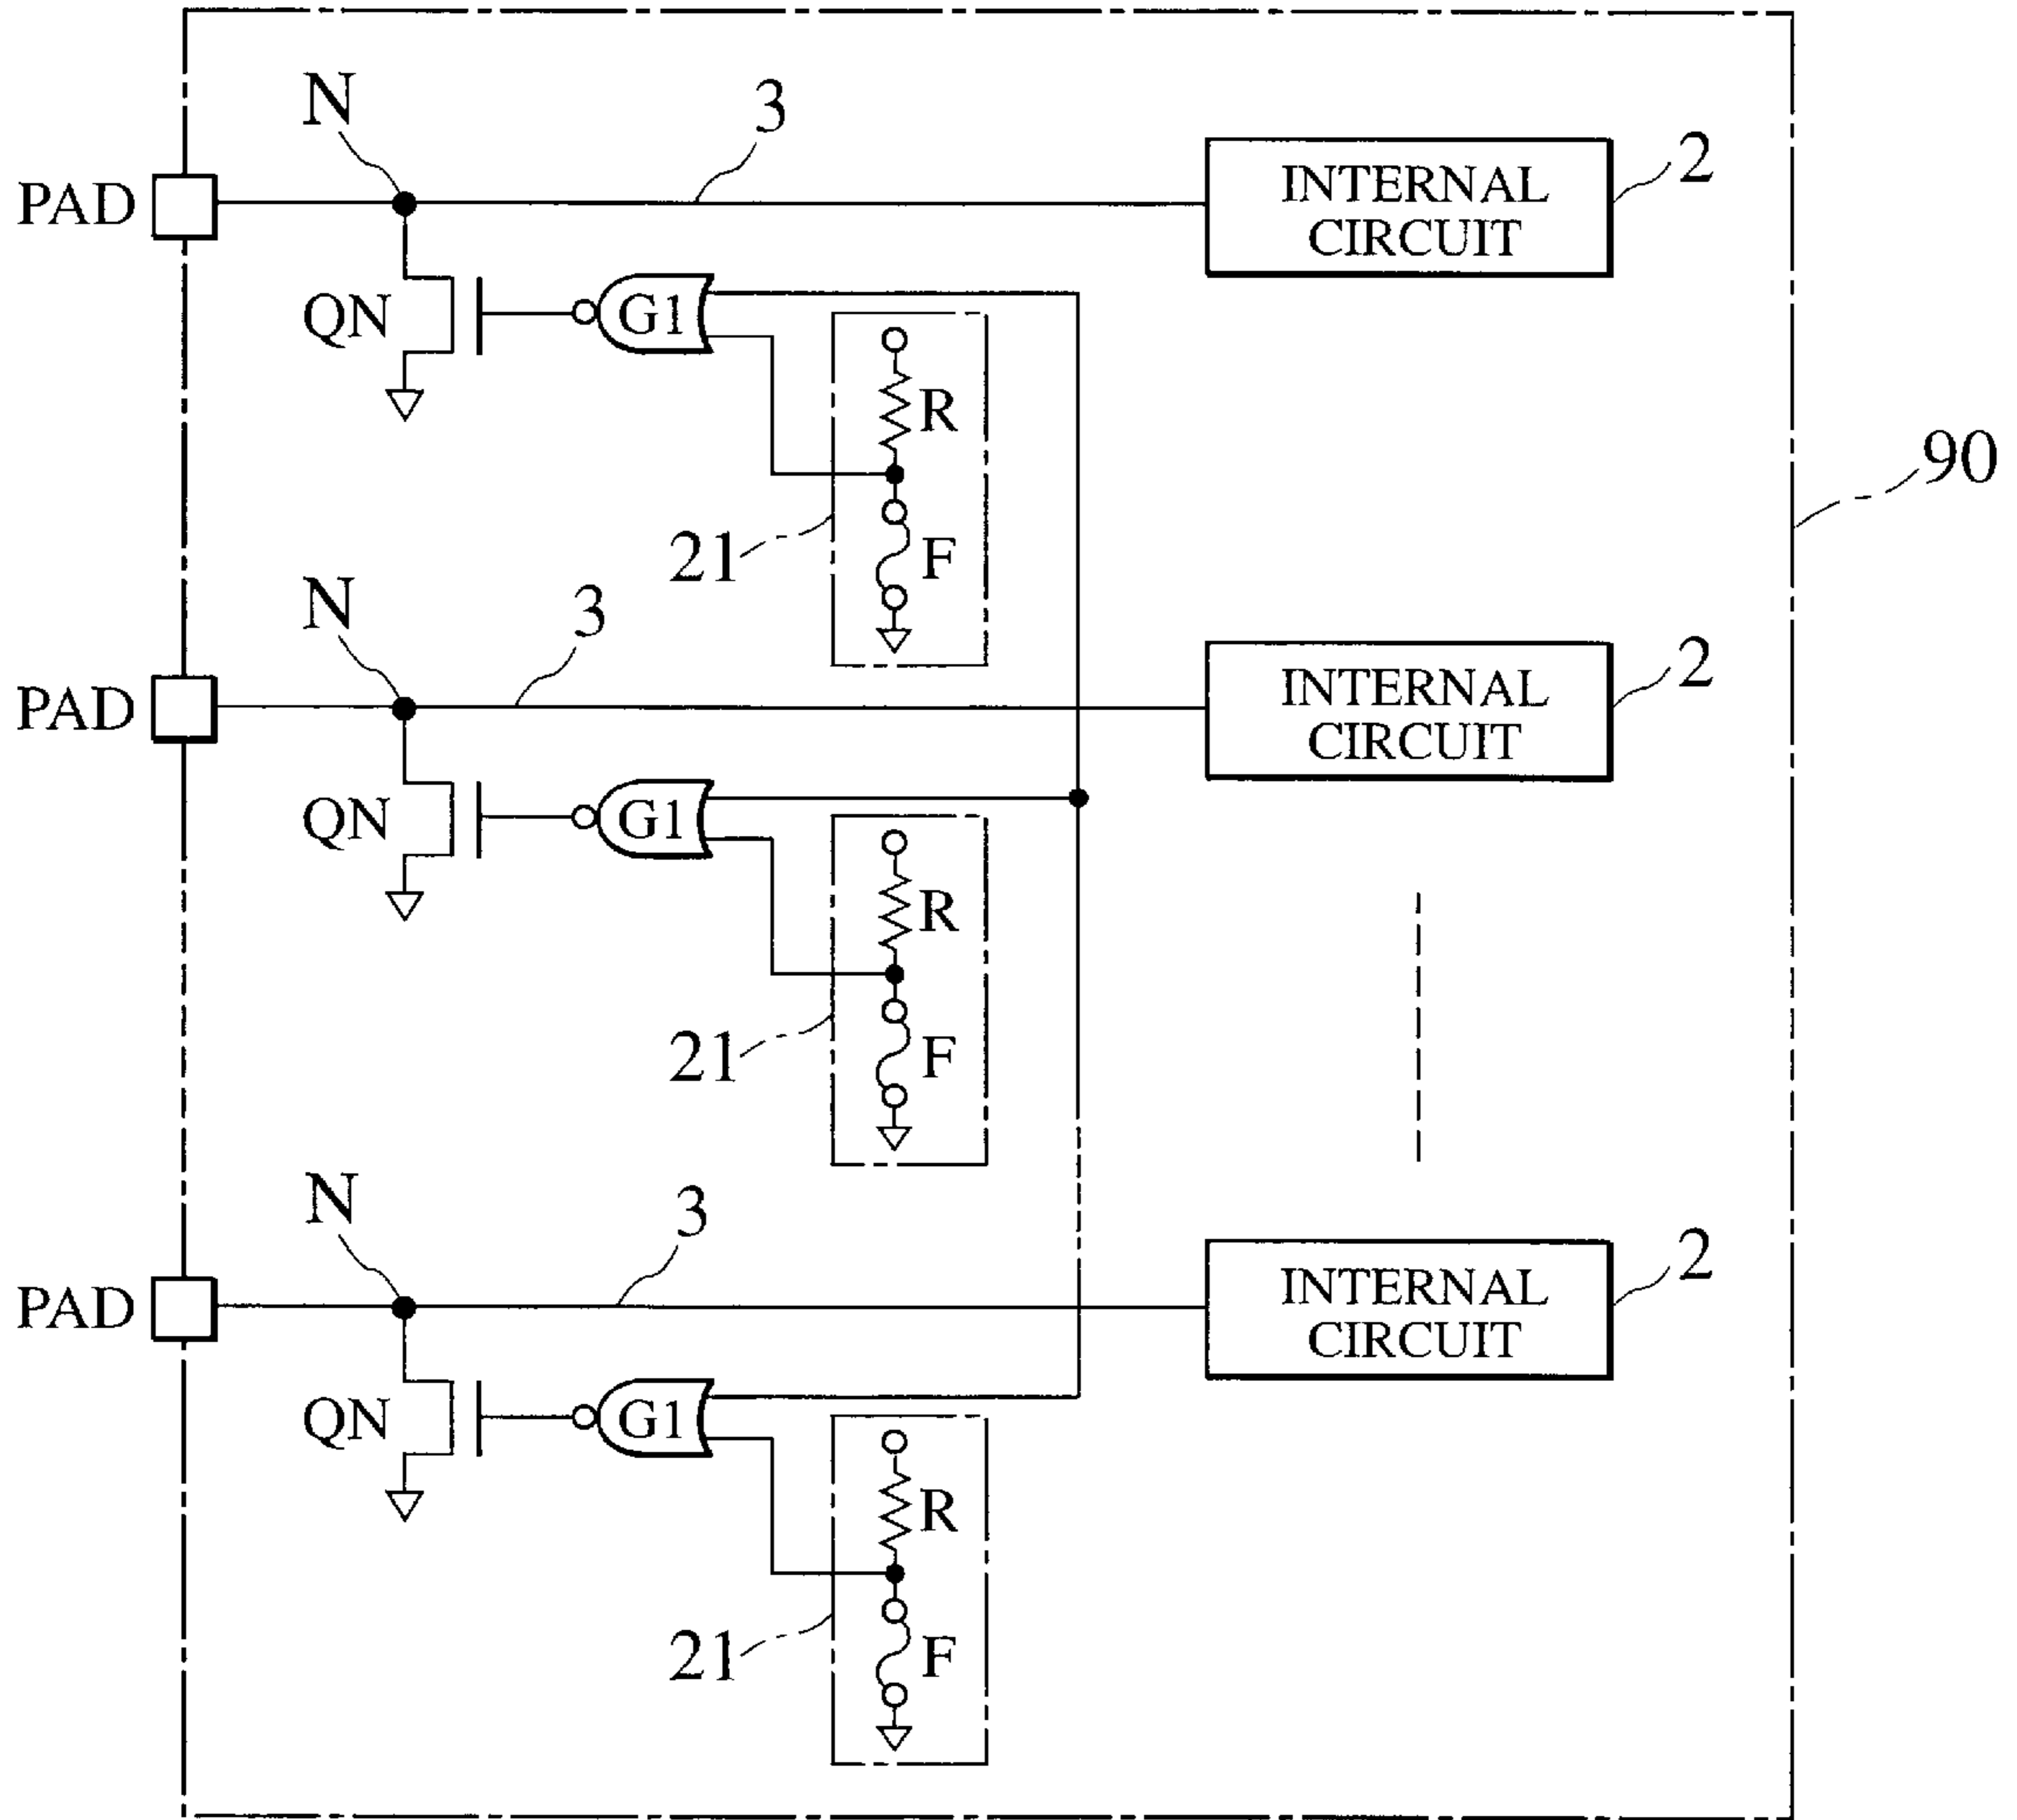 N
3
PAD
INTERNAL
CIRCUIT
2
QN
G1
R
90
21
F
N
3
PAD
INTERNAL
CIRCUIT
2
QN
G1
R
21
F
N
3
PAD
INTERNAL
CIRCUIT
2
QN
G1
R
21
F